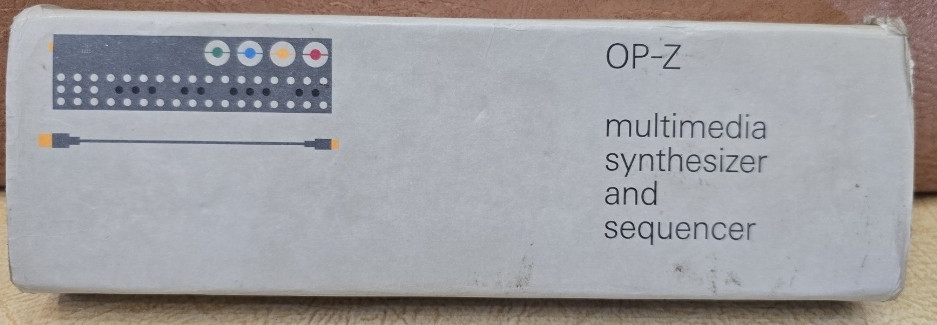 OP-Z
multimedia
synthesizer
and
sequencer